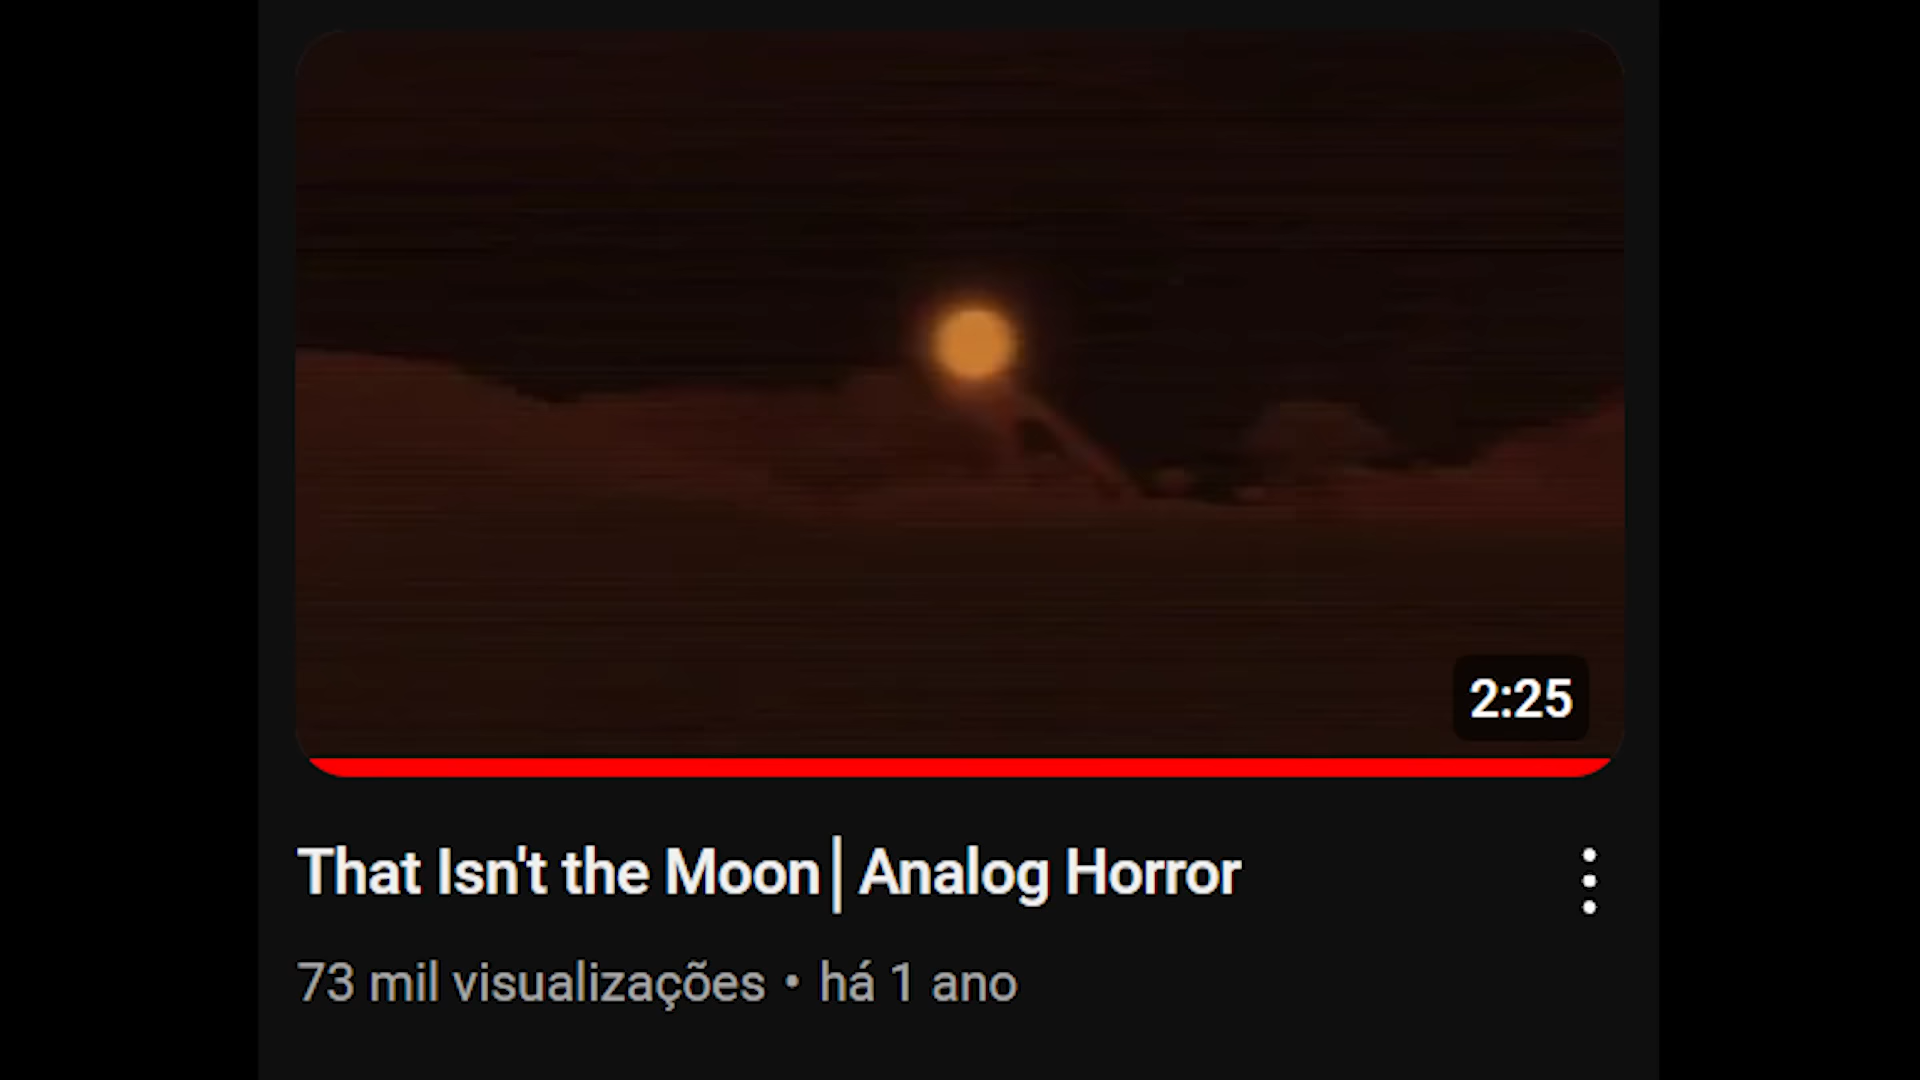 2:25
That Isn't the Moon│Analog Horror
73 mil visualizações • há 1 ano